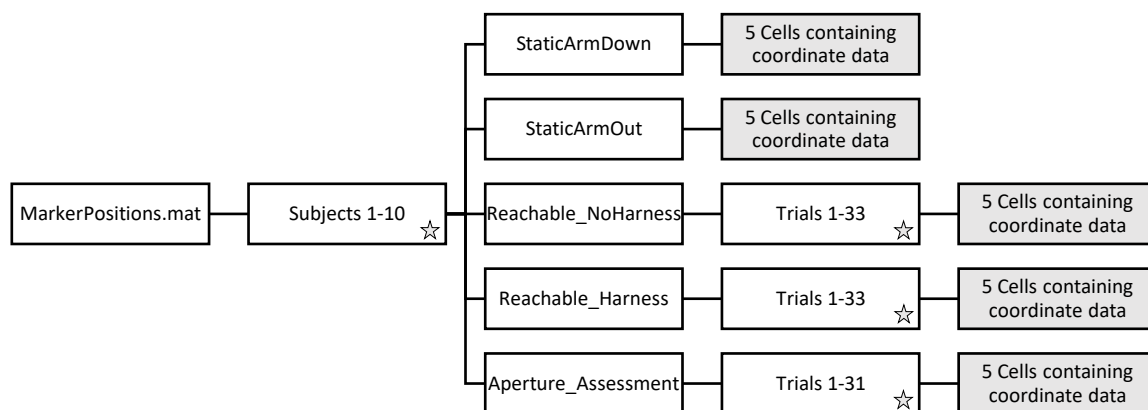 StaticArmDown
5 Cells containing
coordinate data
StaticArmOut
5 Cells containing
coordinate data
MarkerPositions.mat
Subjects 1-10
Reachable_NoHarness
Trials 1-33
5 Cells containing
coordinate data
Reachable_Harness
Trials 1-33
5 Cells containing
coordinate data
Aperture_Assessment
Trials 1-31
5 Cells containing
coordinate data